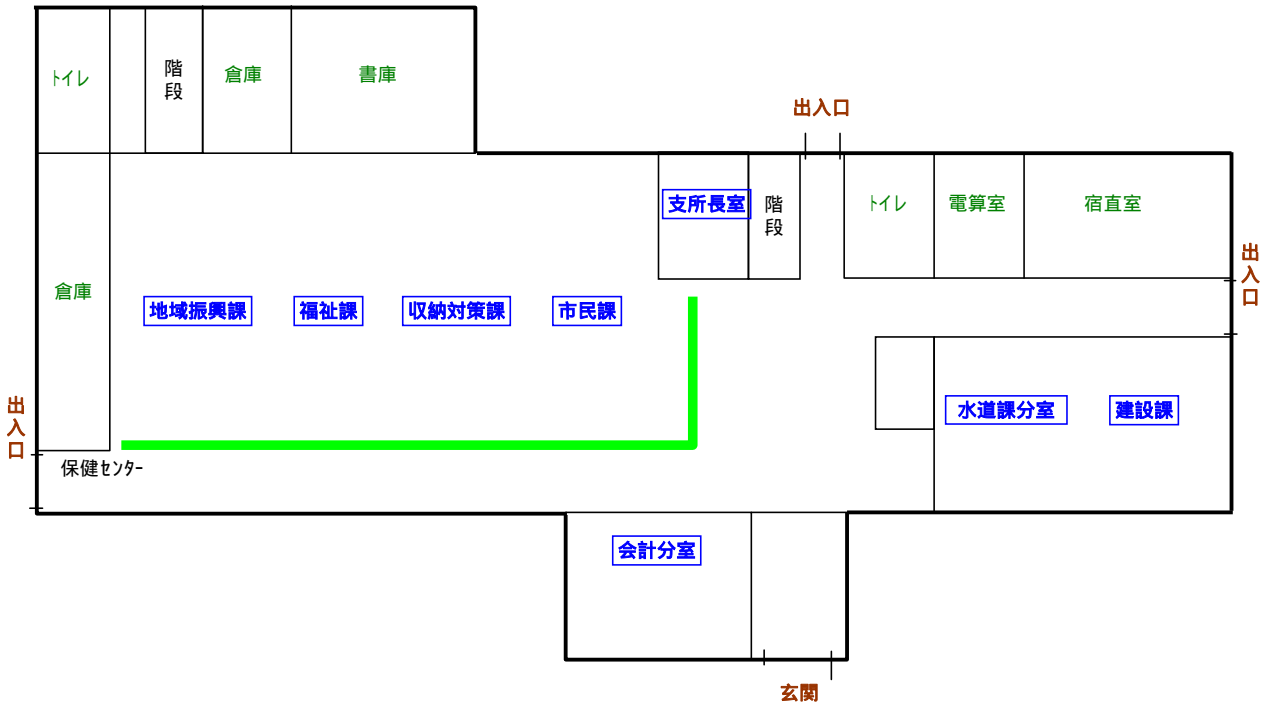 トイレ
階段
倉庫
書庫
出入口
支所長室
階段
トイレ
電算室
宿直室
出入口
倉庫
地域振興課
福祉課
収納対策課
市民課
水道課分室
建設課
出入口
保健センター
会計分室
玄関